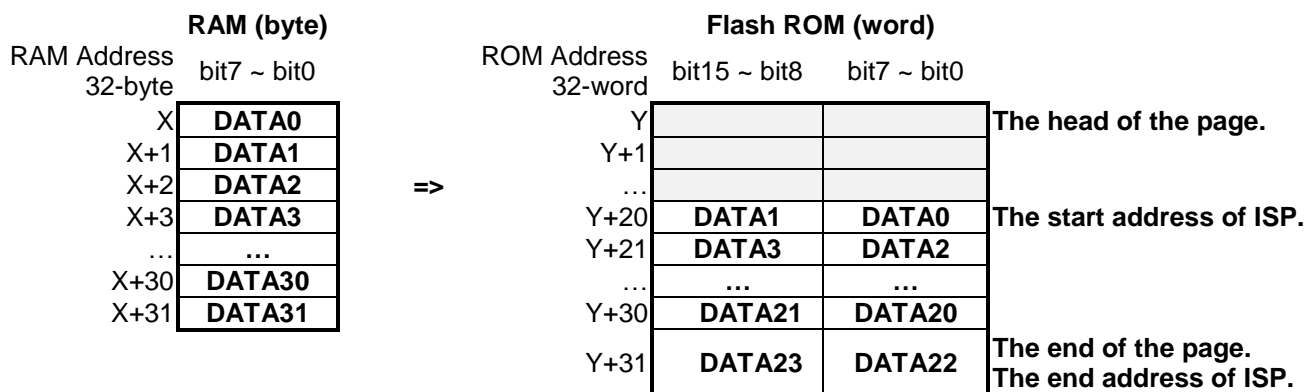 RAM (byte) Flash ROM (word)
RAM Address
32-byte bit7 ~ bit0 ROM Address
32-word bit15 ~ bit8 bit7 ~ bit0
X DATA0 Y The head of the page.
X+1 DATA1 Y+1
X+2 DATA2 => …
X+3 DATA3 Y+20 DATA1 DATA0 The start address of ISP.
… … Y+21 DATA3 DATA2
X+30 DATA30 … … …
X+31 DATA31 Y+30 DATA21 DATA20
Y+31 DATA23 DATA22 The end of the page.
The end address of ISP.